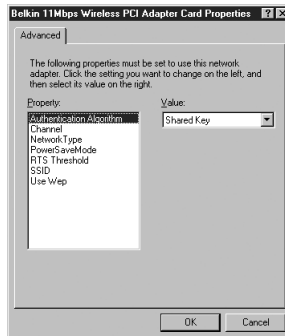 Belkin 11Mbps Wireless PCI Adapter Card Properties
Advanced
The following properties must be set to use this network
adapter. Click the setting you want to change on the left, and
then select its value on the right.
Property:
Value:
Authentication Algorithm
Shared Key
Channel
NetworkType
PowerSaveMode
RTS Threshold
SSID
Use Wep
OK
Cancel